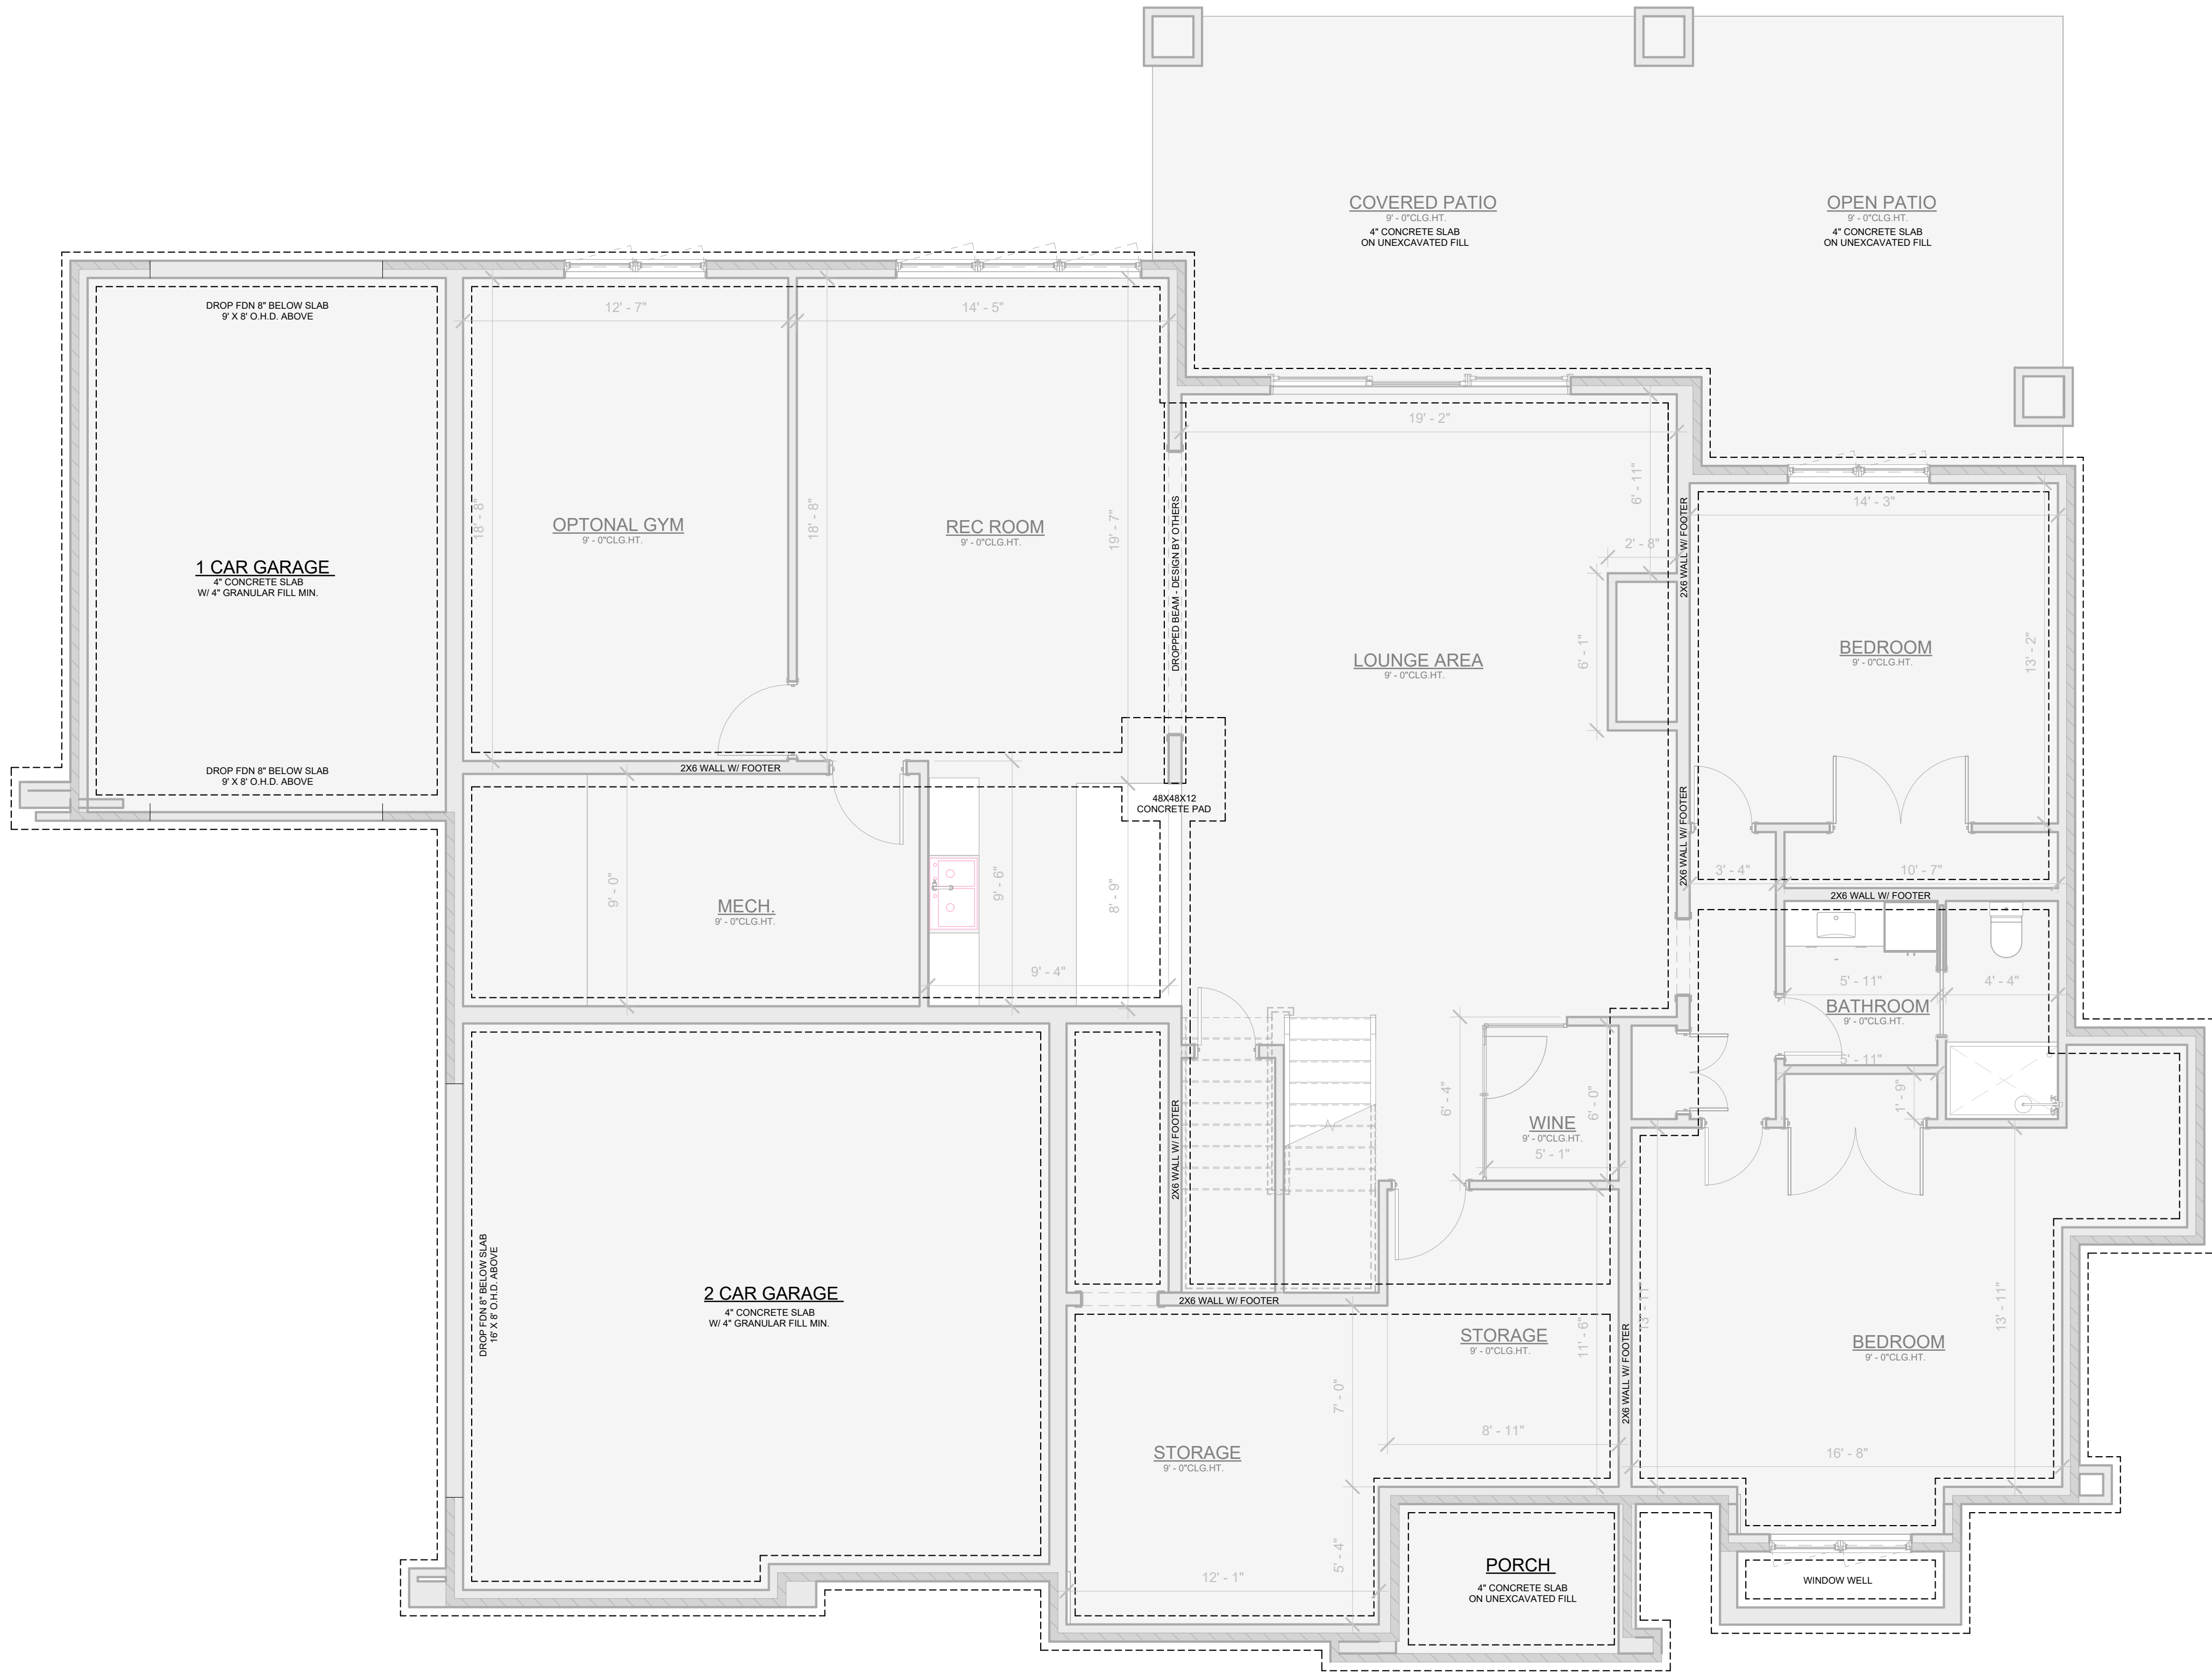 COVERED PATIO
9' - 0"CLG.HT.
4" CONCRETE SLAB
ON UNEXCAVATED FILL
OPEN PATIO
9' - 0"CLG.HT.
4" CONCRETE SLAB
ON UNEXCAVATED FILL
DROP FDN 8" BELOW SLAB
9' X 8' O.H.D. ABOVE
12' - 7"
14' - 5"
19' - 2"
6' - 11"
18' - 8"
OPTONAL GYM
9' - 0"CLG.HT.
18' - 8"
REC ROOM
9' - 0"CLG.HT.
19' - 7"
DROPPED BEAM - DESIGN BY OTHERS
2' - 8"
2X6 WALL W/ FOOTER
14' - 3"
1 CAR GARAGE
4" CONCRETE SLAB
W/ 4" GRANULAR FILL MIN.
LOUNGE AREA
9' - 0"CLG.HT.
6' - 1"
BEDROOM
9' - 0"CLG.HT.
13' - 2"
DROP FDN 8" BELOW SLAB
9' X 8' O.H.D. ABOVE
2X6 WALL W/ FOOTER
48X48X12
CONCRETE PAD
2X6 WALL W/ FOOTER
9' - 0"
MECH.
9' - 0"CLG.HT.
9' - 6"
8' - 9"
9' - 4"
3' - 4"
10' - 7"
2X6 WALL W/ FOOTER
5' - 11"
4' - 4"
BATHROOM
9' - 0"CLG.HT.
5' - 11"
1' - 9"
6' - 4"
WINE
9' - 0"CLG.HT.
5' - 1"
6' - 0"
2X6 WALL W/ FOOTER
DROP FDN 8" BELOW SLAB
16' X 8' O.H.D. ABOVE
2 CAR GARAGE
4" CONCRETE SLAB
W/ 4" GRANULAR FILL MIN.
2X6 WALL W/ FOOTER
STORAGE
9' - 0"CLG.HT.
11' - 6"
2X6 WALL W/ FOOTER
13' - 11"
BEDROOM
9' - 0"CLG.HT.
13' - 11"
7' - 0"
8' - 11"
STORAGE
9' - 0"CLG.HT.
16' - 8"
5' - 4"
12' - 1"
PORCH
4" CONCRETE SLAB
ON UNEXCAVATED FILL
WINDOW WELL